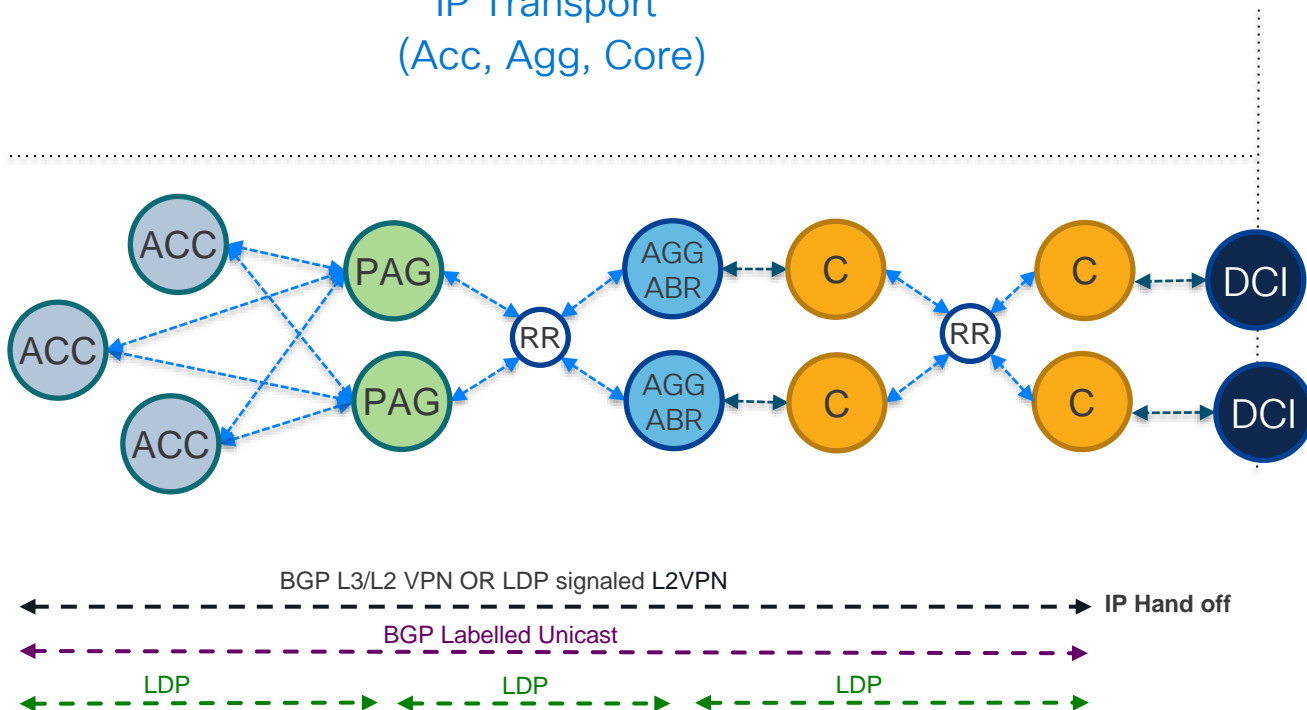 IP Transport
(Acc, Agg, Core)
ACC
ACC
ACC
PAG
PAG
RR
AGG
ABR
AGG
ABR
C
C
RR
C
C
DCI
DCI
BGP L3/L2 VPN OR LDP signaled L2VPN
IP Hand off
BGP Labelled Unicast
LDP
LDP
LDP